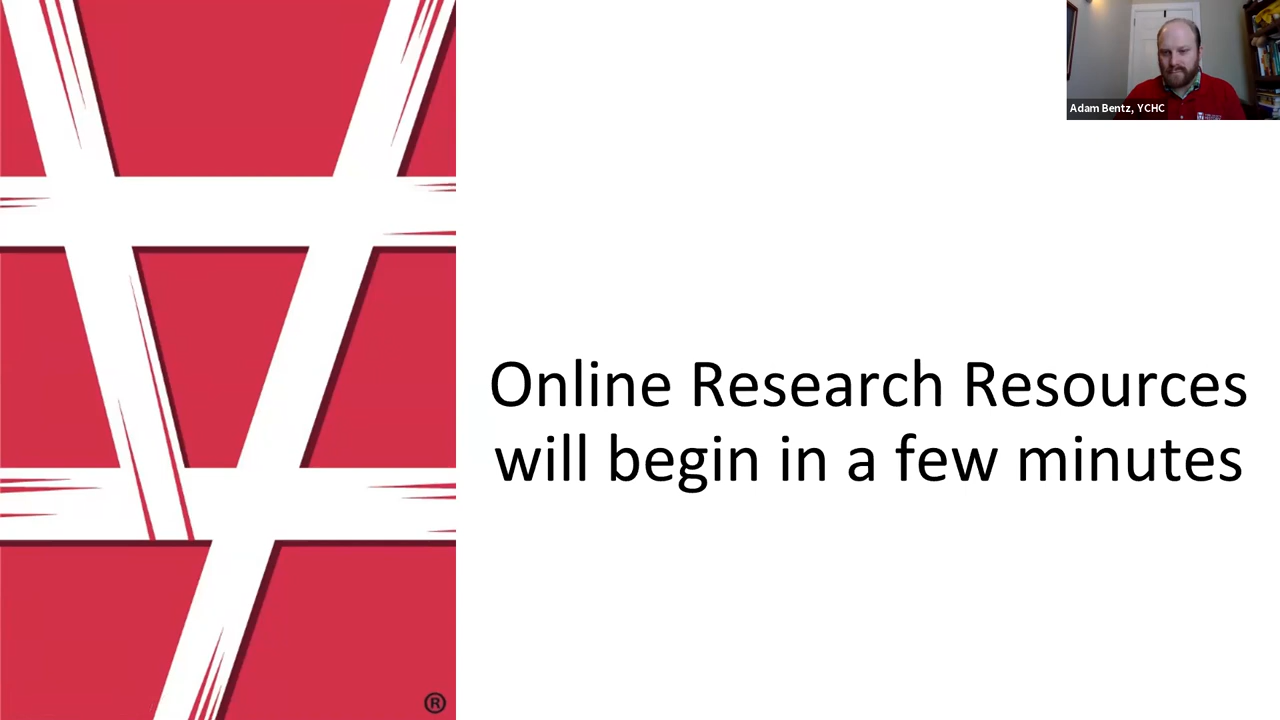 Adam Bentz, YCHC
Online Research Resources
will begin in a few minutes
®